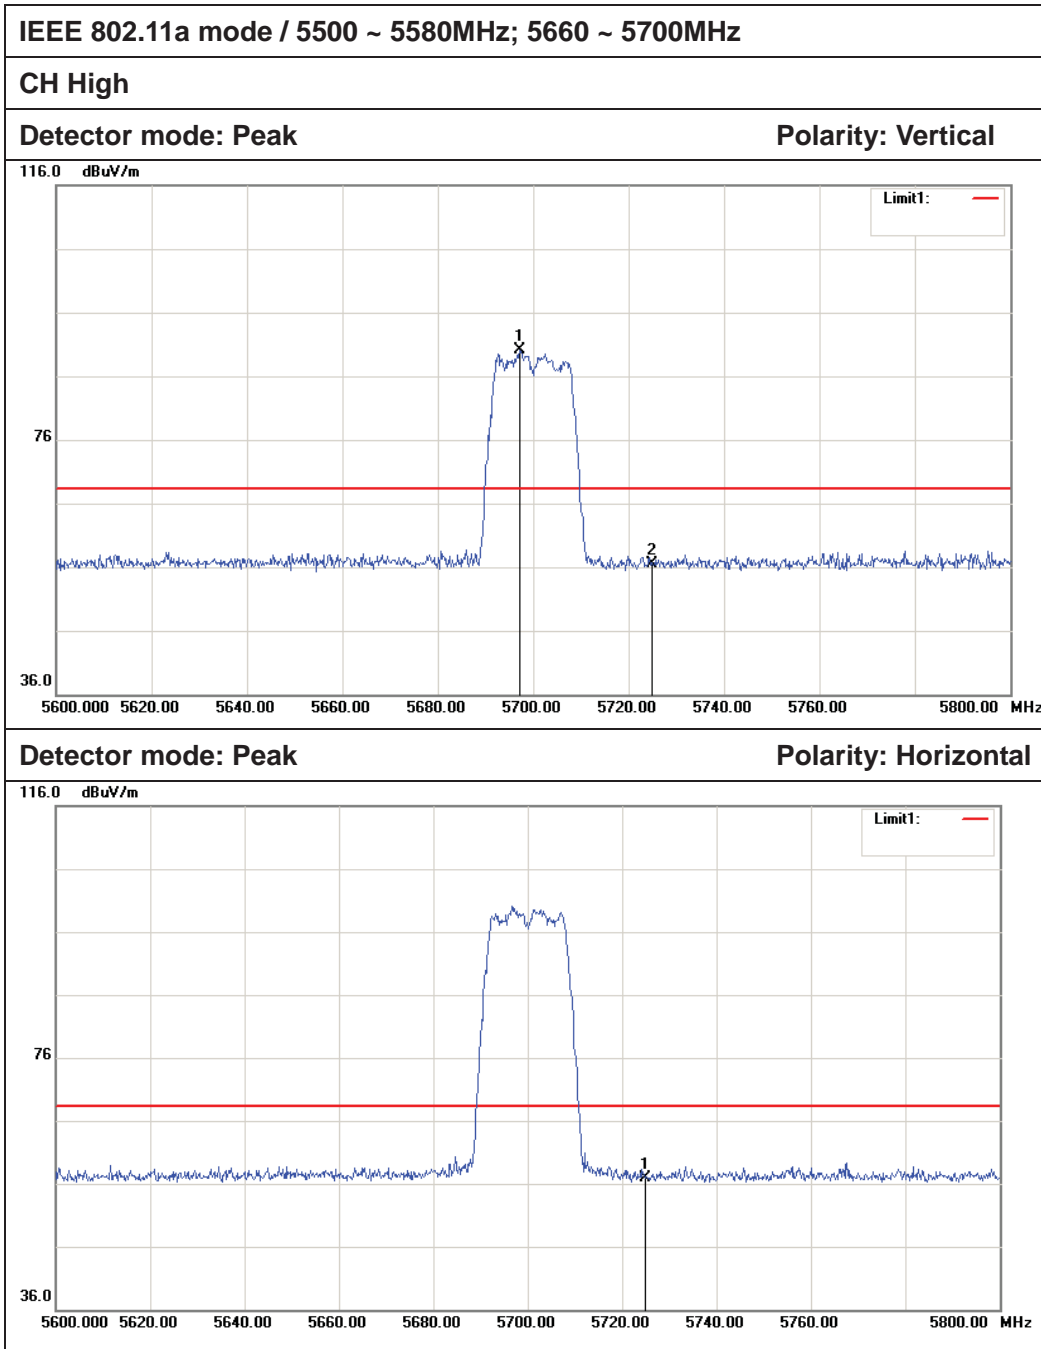 IEEE 802.11a mode / 5500 ~ 5580MHz; 5660 ~ 5700MHz
CH High
Detector mode: Peak Polarity: Vertical
116.0 dBuV/m
Limit1:
1
76
2
36.0
5600.000 5620.00 5640.00 5660.00 5680.00 5700.00 5720.00 5740.00 5760.00 5800.00 MHz
Detector mode: Peak Polarity: Horizontal
116.0 dBuV/m
Limit1:
76
1
36.0
5600.000 5620.00 5640.00 5660.00 5680.00 5700.00 5720.00 5740.00 5760.00 5800.00 MHz